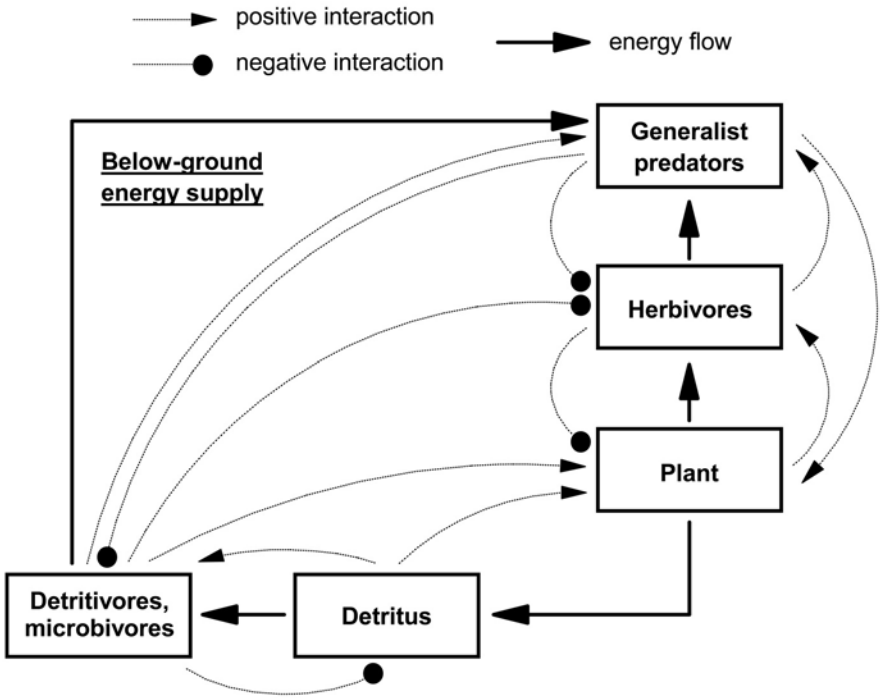 positive interaction
negative interaction
energy flow
Below-ground
energy supply
Generalist
predators
Herbivores
Plant
Detritivores,
microbivores
Detritus